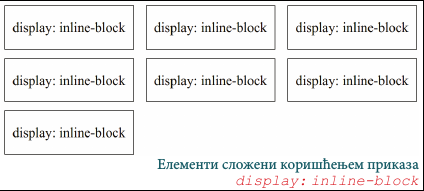 display: inline-block display: inline-block display: inline-block
display: inline-block display: inline-block display: inline-block
display: inline-block
Елементи сложени коришћењем приказа
display: inline-block